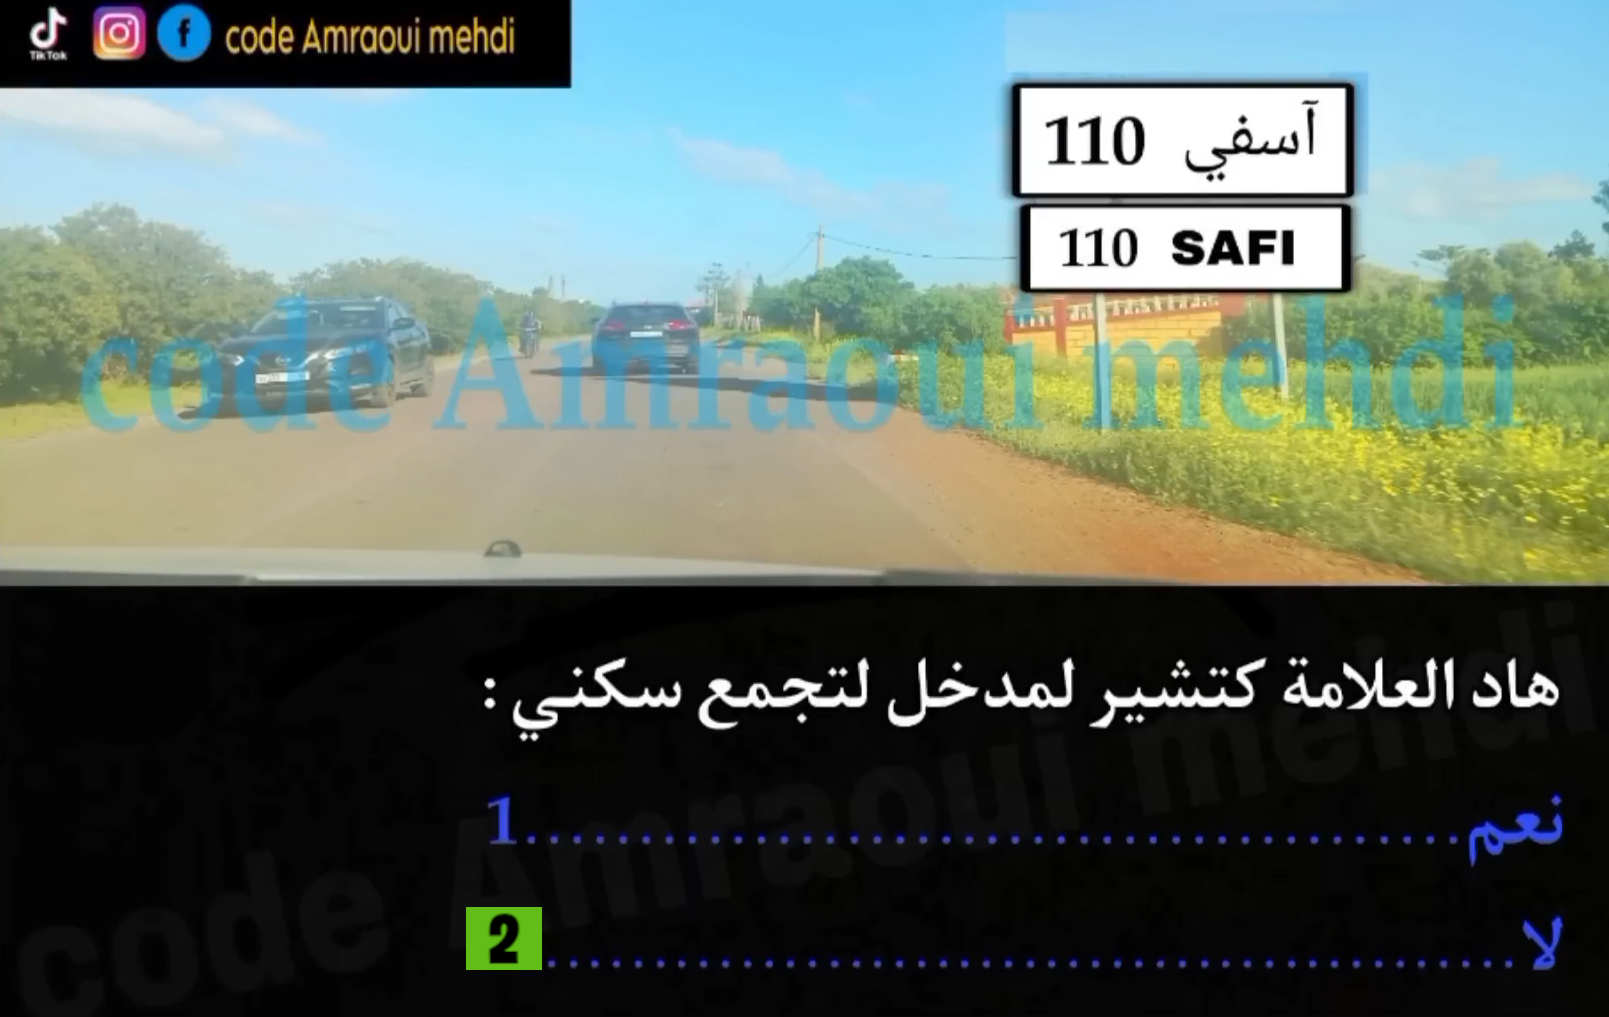 TikTok
code Amraoui mehdi
آسفي 110
110 SAFI
code Amraoui mehdi
هاد العلامة كتشير لمدخل لتجمع سكني :
نعم........................................1
لا........................................2
code Amraoui mehdi